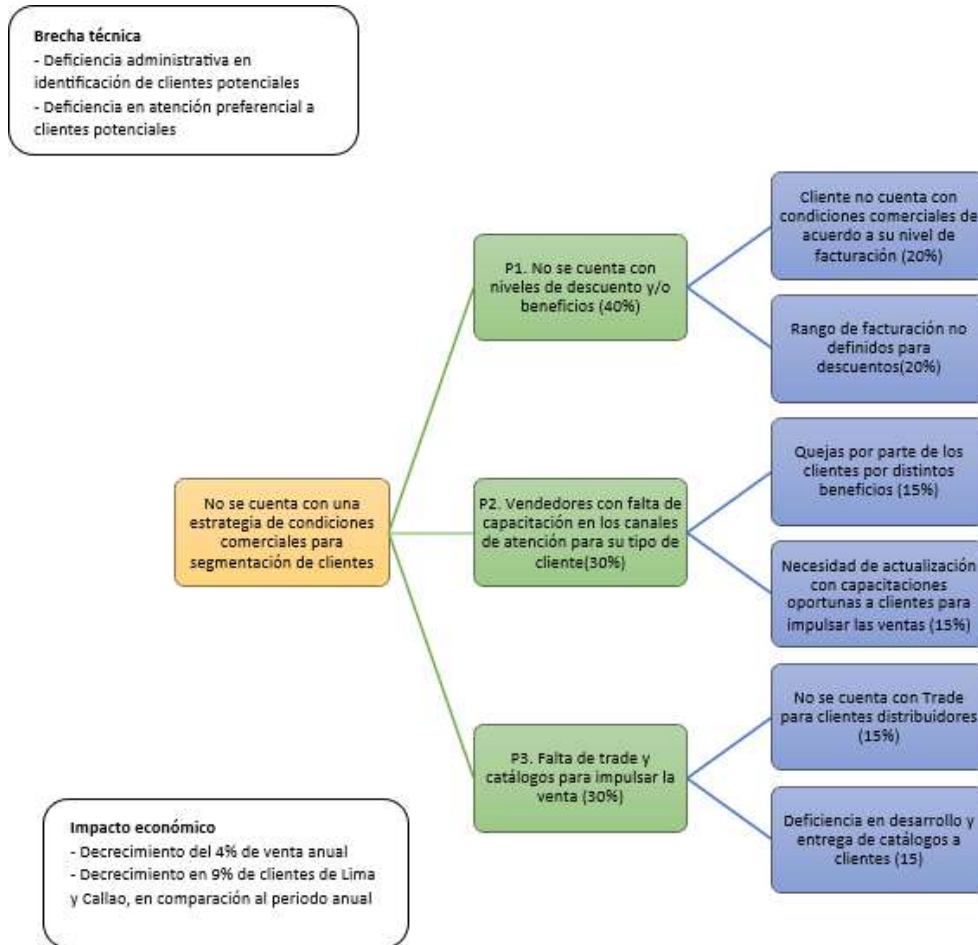 Brecha técnica
- Deficiencia administrativa en
identificación de clientes potenciales
- Deficiencia en atención preferencial a
clientes potenciales
Cliente no cuenta con
condiciones comerciales de
acuerdo a su nivel de
facturación (20%)
P1. No se cuenta con
niveles de descuento y/o
beneficios (40%)
Rango de facturación no
definidos para
descuentos(20%)
Quejas por parte de los
clientes por distintos
beneficios (15%)
No se cuenta con una
estrategia de condiciones
comerciales para
segmentación de clientes
P2. Vendedores con falta de
capacitación en los canales
de atención para su tipo de
cliente(30%)
Necesidad de actualización
con capacitaciones
oportunas a clientes para
impulsar las ventas (15%)
No se cuenta con Trade
para clientes distribuidores
(15%)
P3. Falta de trade y
catálogos para impulsar la
venta (30%)
Deficiencia en desarrollo y
entrega de catálogos a
clientes (15)
Impacto económico
- Decrecimiento del 4% de venta anual
- Decrecimiento en 9% de clientes de Lima
y Callao, en comparación al periodo anual